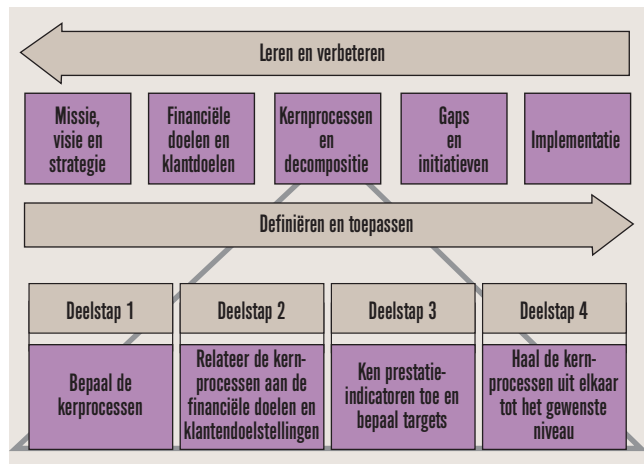 Leren en verbeteren
Missie,
visie en
strategie
Financiële
doelen en
klantdoelen
Kernprocessen
en
decompositie
Gaps
en
initiatieven
Implementatie
Definiëren en toepassen
Deelstap 1
Deelstap 2
Deelstap 3
Deelstap 4
Bepaal de
kerprocessen
Relateer de kern-
processen aan de
financiële doelen en
klantendoelstellingen
Ken prestatie-
indicatoren toe en
bepaal targets
Haal de kern-
processen uit elkaar
tot het gewenste
niveau